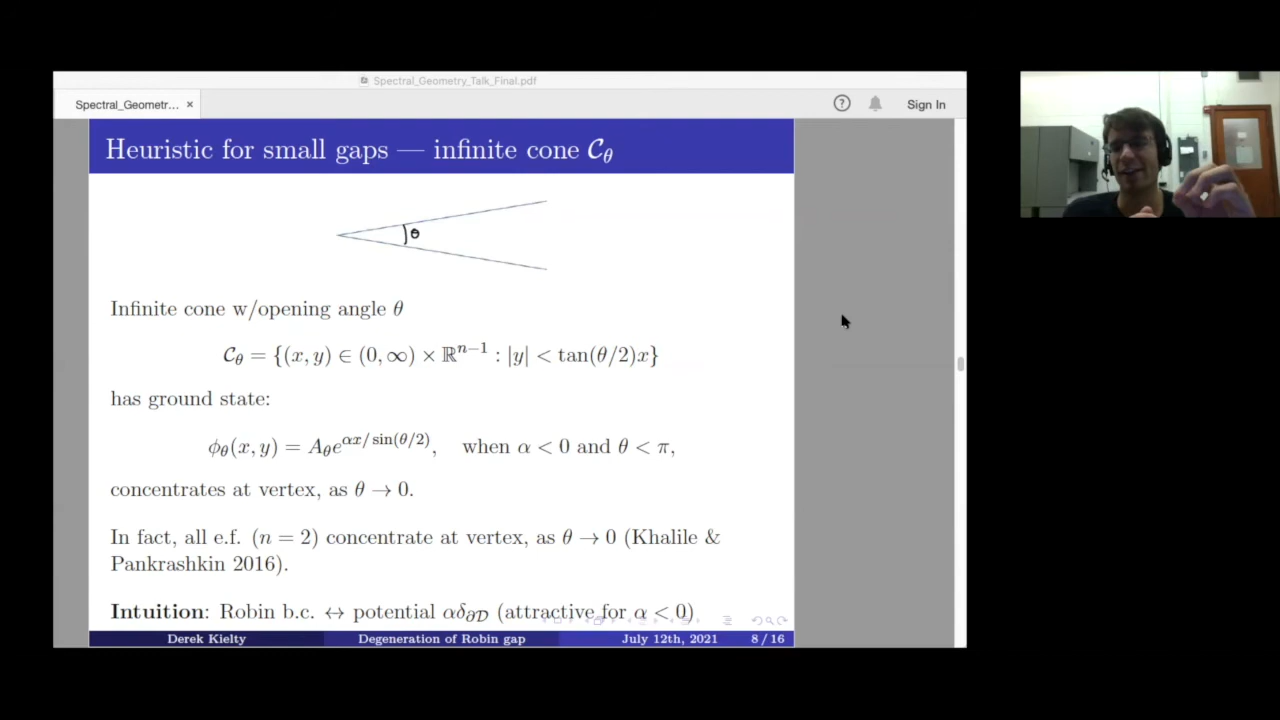 Spectral_Geometry_Talk_Final.pdf
Spectral_Geometr... ×
Sign In
Heuristic for small gaps — infinite cone 𝒞_θ
θ
Infinite cone w/opening angle θ
𝒞_θ = {(x, y) ∈ (0, ∞) × ℝ^{n−1} : |y| < tan(θ/2)x}
has ground state:
ϕ_θ(x, y) = A_θ e^{αx/ sin(θ/2)}, when α < 0 and θ < π,
concentrates at vertex, as θ → 0.
In fact, all e.f. (n = 2) concentrate at vertex, as θ → 0 (Khalile &
Pankrashkin 2016).
Intuition: Robin b.c. ↔ potential αδ_{∂𝒟} (attractive for α < 0)
Derek Kielty Degeneration of Robin gap July 12th, 2021 8 / 16